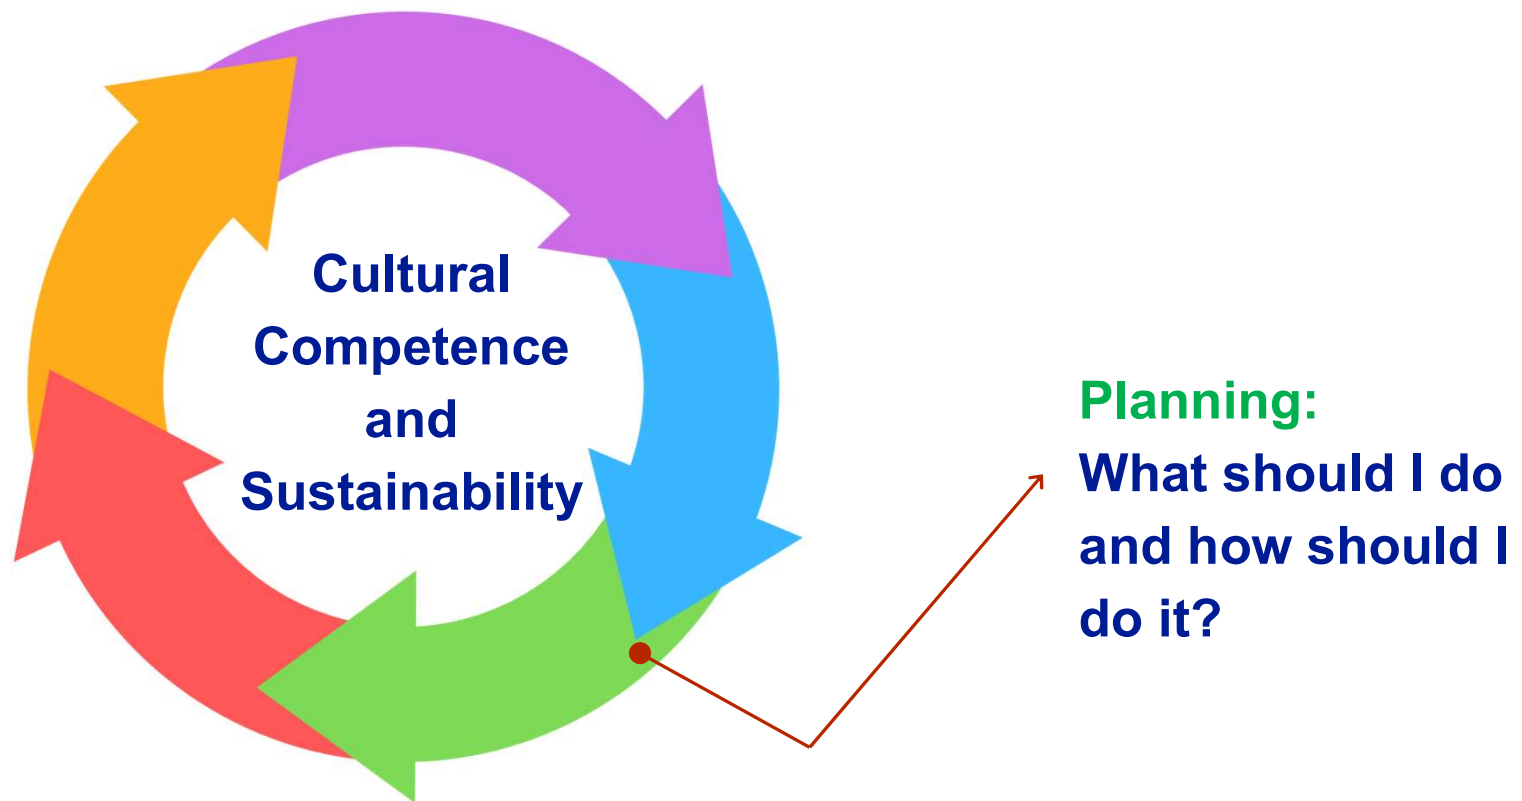 Cultural
Competence
and
Sustainability
Planning:
What should I do
and how should I
do it?